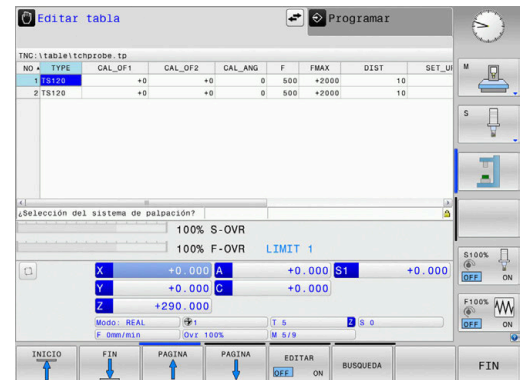 Editar tabla
Programar
TNC:\table\tchprobe.tp
NO TYPE CAL_OF1 CAL_OF2 CAL_ANG F FMAX DIST SET_UP
1 TS120 +0 +0 0 500 +2000 10
2 TS120 +0 +0 0 500 +2000 10
¿Selección del sistema de palpación?
100% S-OVR
100% F-OVR LIMIT 1
X +0.000 A +0.000 S1 +0.000
Y +0.000 C +0.000
Z +290.000
Modo: REAL 1 T 5 Z S 0
F 0mm/min Ovr 100% M 5/9
M
S
S100%
OFF ON
F100% W
OFF ON
INICIO FIN PAGINA PAGINA EDITAR BUSQUEDA FIN
OFF ON